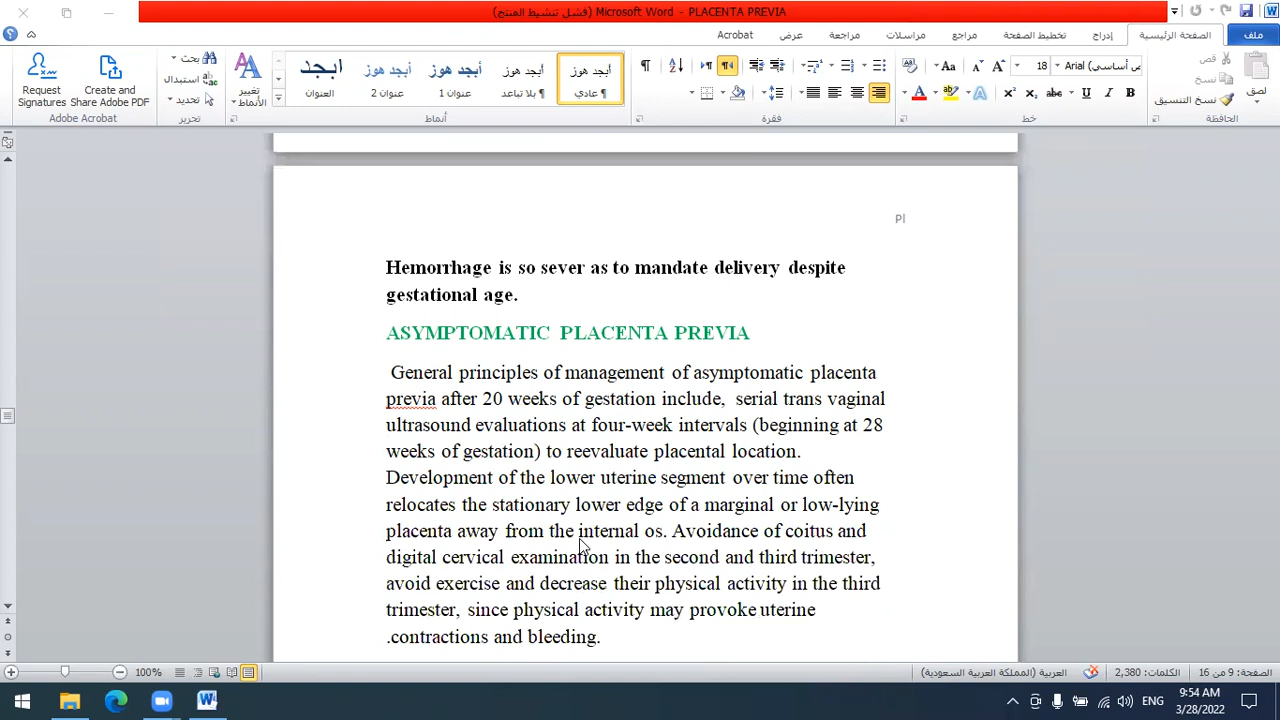 PLACENTA PREVIA - Microsoft Word (فشل تنشيط المنتج)
ملف
الصفحة الرئيسية
إدراج
تخطيط الصفحة
مراجع
مراسلات
مراجعة
عرض
Acrobat
لصق
قص
نسخ
نسخ التنسيق
الحافظة
Arial (نص أساسي)
18
خط
فقرة
أبجد هوز
¶ عادي
أبجد هوز
¶ بلا تباعد
أبجد هوز
عنوان 1
أبجد هوز
عنوان 2
ابجد
العنوان
أنماط
تغيير
الأنماط
بحث
استبدال
تحديد
تحرير
Create and
Share Adobe PDF
Request
Signatures
Adobe Acrobat
Pl
Hemorrhage is so sever as to mandate delivery despite
gestational age.
ASYMPTOMATIC PLACENTA PREVIA
General principles of management of asymptomatic placenta
previa after 20 weeks of gestation include, serial trans vaginal
ultrasound evaluations at four-week intervals (beginning at 28
weeks of gestation) to reevaluate placental location.
Development of the lower uterine segment over time often
relocates the stationary lower edge of a marginal or low-lying
placenta away from the internal os. Avoidance of coitus and
digital cervical examination in the second and third trimester,
avoid exercise and decrease their physical activity in the third
trimester, since physical activity may provoke uterine
.contractions and bleeding.
الصفحة: 9 من 16
الكلمات: 2,380
العربية (المملكة العربية السعودية)
100%
ENG
9:54 AM
3/28/2022